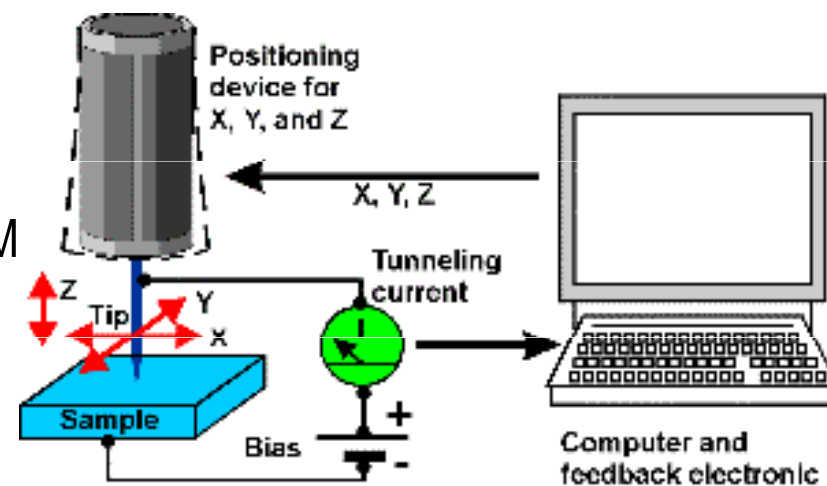 Positioning
device for
X, Y, and Z
X, Y, Z
M
Tunneling
current
Z
Tip
Y
X
I
Sample
Bias
+
-
Computer and
feedback electronic